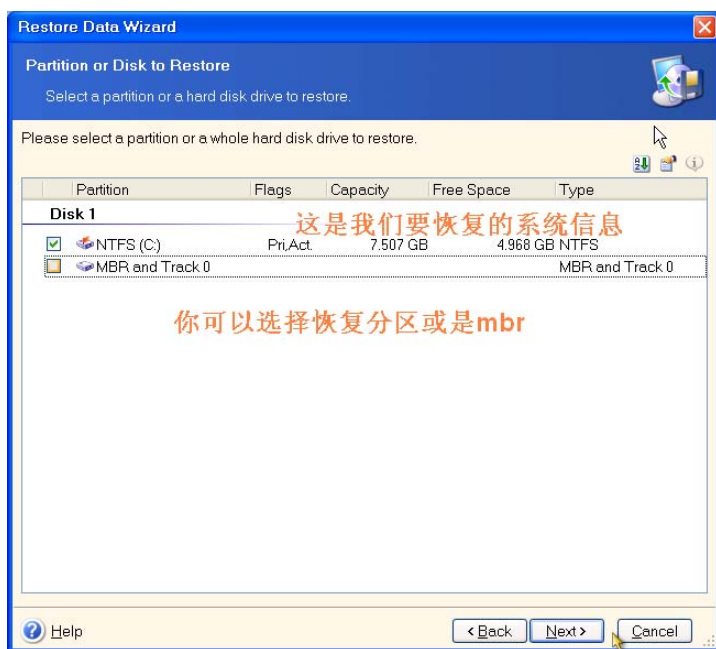 Restore Data Wizard
Partition or Disk to Restore
Select a partition or a hard disk drive to restore.
Please select a partition or a whole hard disk drive to restore.
Partition Flags Capacity Free Space Type
Disk 1
这是我们要恢复的系统信息
NTFS (C:) Pri,Act. 7.507 GB 4.968 GB NTFS
MBR and Track 0 MBR and Track 0
你可以选择恢复分区或是mbr
Help < Back Next > Cancel